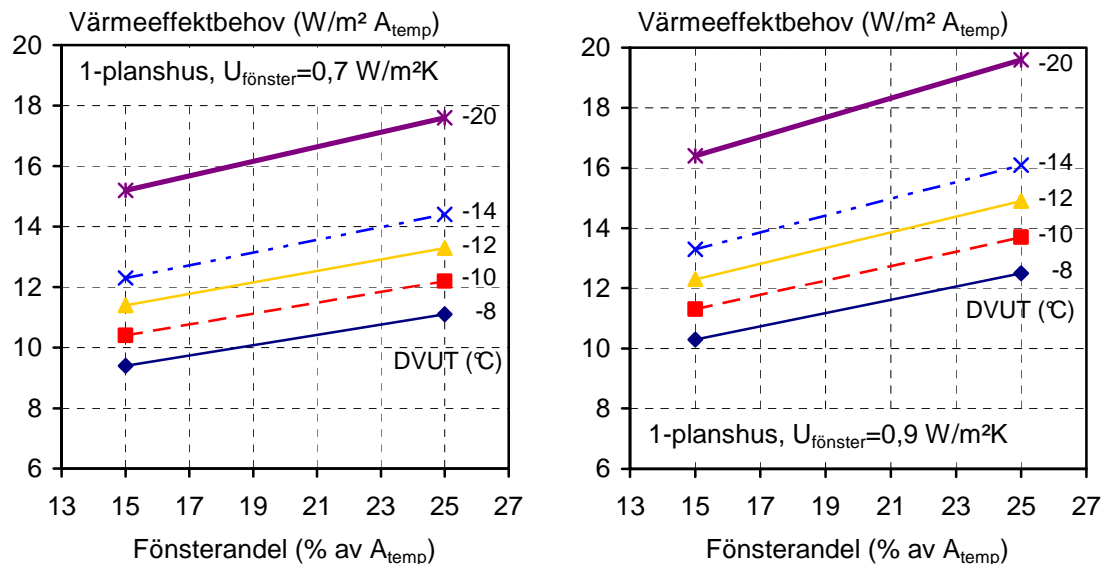 Värmeeffektbehov (W/m² Atemp)
20
18
16
14
12
10
8
6
1-planshus, Ufönster=0,7 W/m²K
-20
-14
-12
-10
-8
DVUT (°C)
13 15 17 19 21 23 25 27
Fönsterandel (% av Atemp)
Värmeeffektbehov (W/m² Atemp)
20
18
16
14
12
10
8
6
-20
-14
-12
-10
-8
DVUT (°C)
1-planshus, Ufönster=0,9 W/m²K
13 15 17 19 21 23 25 27
Fönsterandel (% av Atemp)